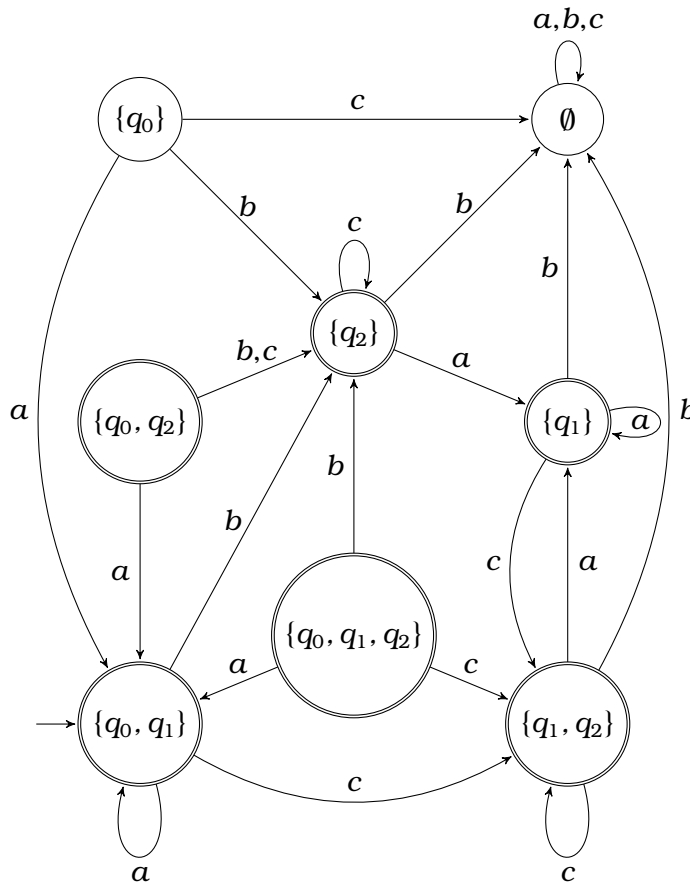 a,b,c
{q₀}
c
∅
b
b
c
{q₂}
b,c
a
{q₀, q₂}
{q₁}
a
a
b
b
b
b
a
c
a
{q₀, q₁, q₂}
a
c
{q₀, q₁}
{q₁, q₂}
c
a
c